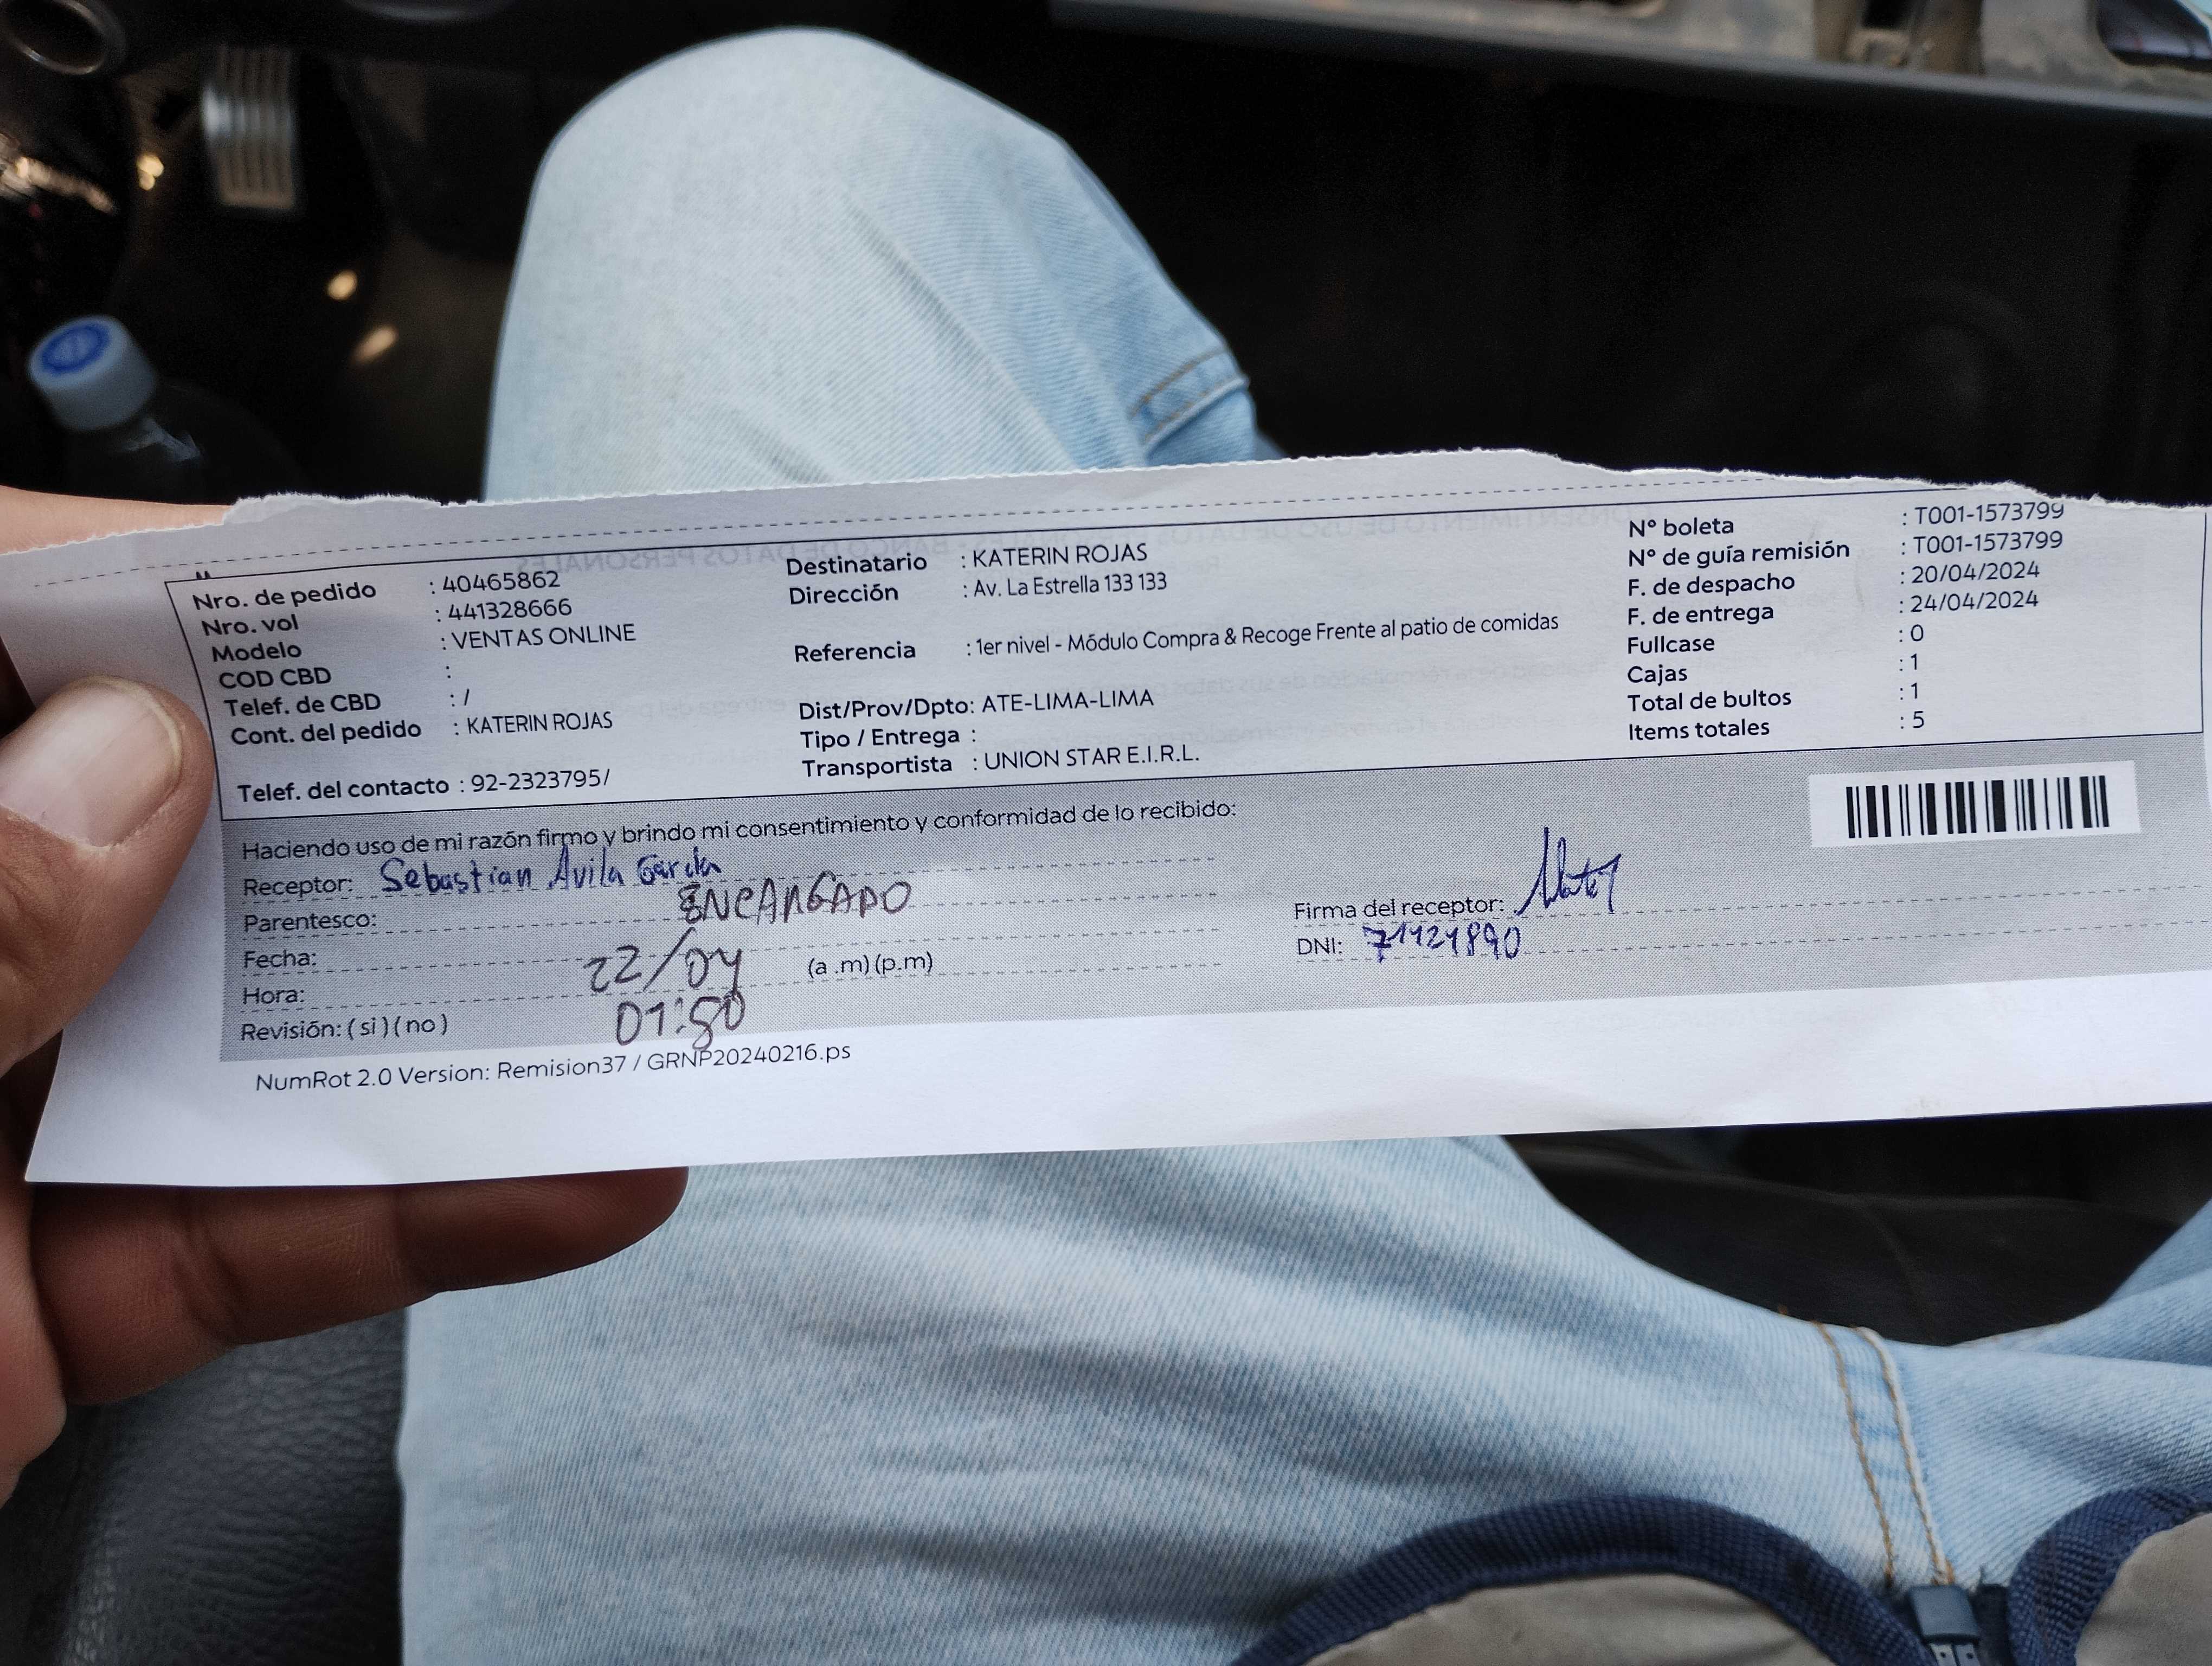 Nro. de pedido : 40465862
Nro. vol : 441328666
Modelo : VENTAS ONLINE
COD CBD :
Telef. de CBD : /
Cont. del pedido : KATERIN ROJAS
Telef. del contacto : 92-2323795/
Destinatario : KATERIN ROJAS
Dirección : Av. La Estrella 133 133
Referencia : 1er nivel - Módulo Compra & Recoge Frente al patio de comidas
Dist/Prov/Dpto: ATE-LIMA-LIMA
Tipo / Entrega :
Transportista : UNION STAR E.I.R.L.
N° boleta : T001-1573799
N° de guía remisión : T001-1573799
F. de despacho : 20/04/2024
F. de entrega : 24/04/2024
Fullcase : 0
Cajas : 1
Total de bultos : 1
Items totales : 5
Haciendo uso de mi razón firmo y brindo mi consentimiento y conformidad de lo recibido:
Receptor: Sebastian Avila Garcia
Parentesco: ENCARGADO
Fecha: 22/04 (a .m) (p.m)
Hora: 01:50
Revisión: ( si ) ( no )
Firma del receptor:
DNI: 71421890
NumRot 2.0 Version: Remision37 / GRNP20240216.ps